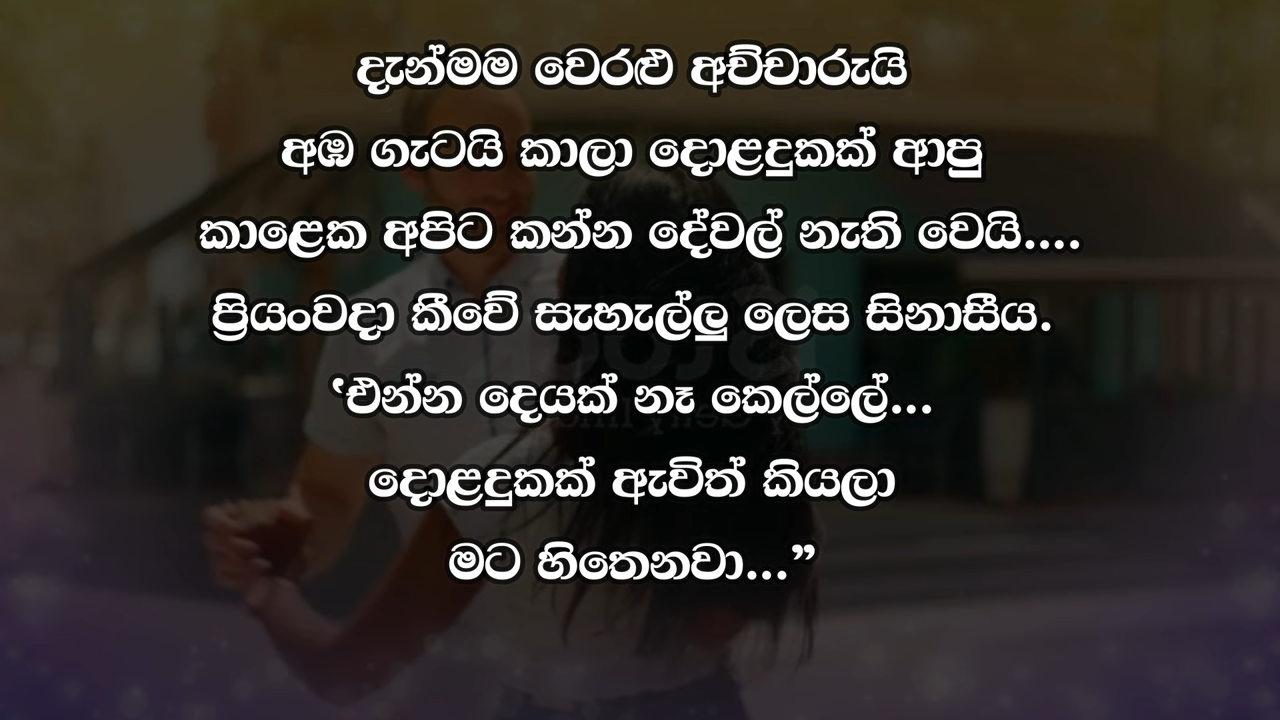 දැන්මම වෙරළු අච්චාරුයි
අඹ ගැටයි කාලා දොළදුකක් ආපු
කාළෙක අපිට කන්න දේවල් නැති වෙයි....
ප්‍රියංවදා කීවේ සැහැල්ලු ලෙස සිනාසීය.
‘එන්න දෙයක් නෑ කෙල්ලේ...
දොළදුකක් ඇවිත් කියලා
මට හිතෙනවා...”